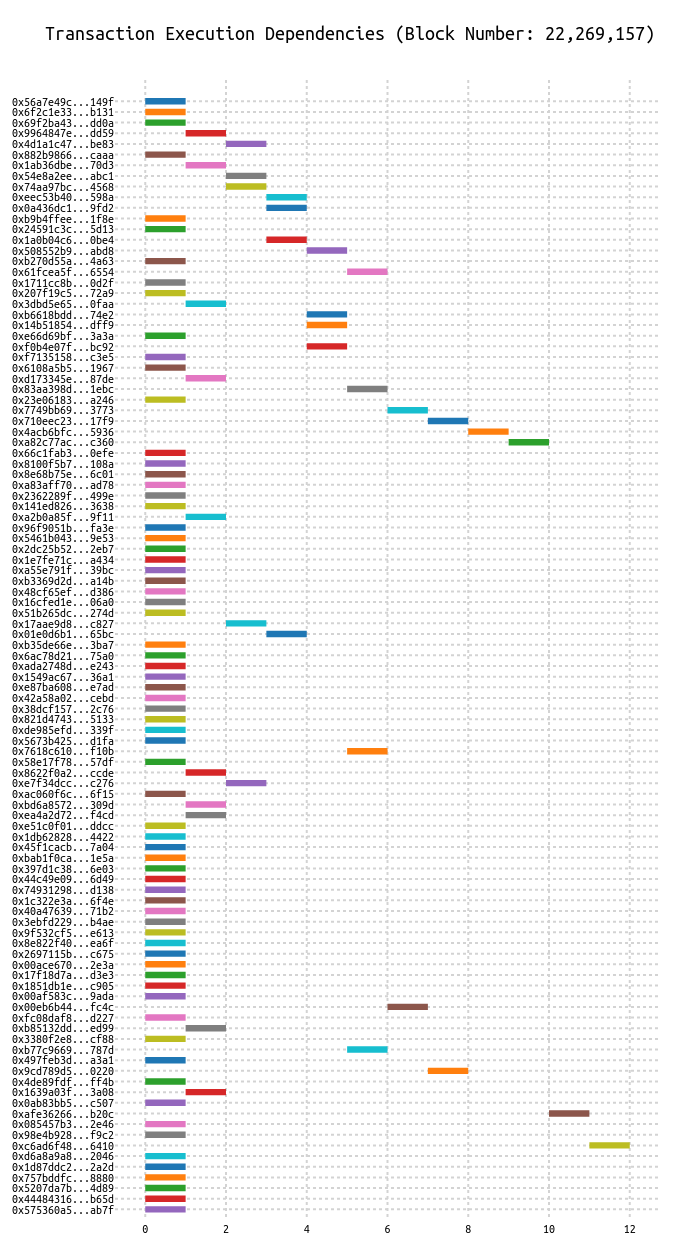 Transaction Execution Dependencies (Block Number: 22,269,157)
0x56a7e49c...149f
0x6f2c1e33...b131
0x69f2ba43...dd0a
0x9964847e...dd59
0x4d1a1c47...be83
0x882b9866...caaa
0x1ab36dbe...70d3
0x54e8a2ee...abc1
0x74aa97bc...4568
0xeec53b40...598a
0x0a436dc1...9fd2
0xb9b4ffee...1f8e
0x24591c3c...5d13
0x1a0b04c6...0be4
0x508552b9...abd8
0xb270d55a...4a63
0x61fcea5f...6554
0x1711cc8b...0d2f
0x207f19c5...72a9
0x3dbd5e65...0faa
0xb6618bdd...74e2
0x14b51854...dff9
0xe66d69bf...3a3a
0xf0b4e07f...bc92
0xf7135158...c3e5
0x6108a5b5...1967
0xd173345e...87de
0x83aa398d...1ebc
0x23e06183...a246
0x7749bb69...3773
0x710eec23...17f9
0x4acb6bfc...5936
0xa82c77ac...c360
0x66c1fab3...0efe
0x8100f5b7...108a
0x8e68b75e...6c01
0xa83aff70...ad78
0x2362289f...499e
0x141ed826...3638
0xa2b0a85f...9f11
0x96f9051b...fa3e
0x5461b043...9e53
0x2dc25b52...2eb7
0x1e7fe71c...a434
0xa55e791f...39bc
0xb3369d2d...a14b
0x48cf65ef...d386
0x16cfed1e...06a0
0x51b265dc...274d
0x17aae9d8...c827
0x01e0d6b1...65bc
0xb35de66e...3ba7
0x6ac78d21...75a0
0xada2748d...e243
0x1549ac67...36a1
0xe87ba608...e7ad
0x42a58a02...cebd
0x38dcf157...2c76
0x821d4743...5133
0xde985efd...339f
0x5673b425...d1fa
0x7618c610...f10b
0x58e17f78...57df
0x8622f0a2...ccde
0xe7f34dcc...c276
0xac060f6c...6f15
0xbd6a8572...309d
0xea4a2d72...f4cd
0xe51c0f01...ddcc
0x1db62828...4422
0x45f1cacb...7a04
0xbab1f0ca...1e5a
0x397d1c38...6e03
0x44c49e09...6d49
0x74931298...d138
0x1c322e3a...6f4e
0x40a47639...71b2
0x3ebfd229...b4ae
0x9f532cf5...e613
0x8e822f40...ea6f
0x2697115b...c675
0x00ace670...2e3a
0x17f18d7a...d3e3
0x1851db1e...c905
0x00af583c...9ada
0x00eb6b44...fc4c
0xfc08daf8...d227
0xb85132dd...ed99
0x3380f2e8...cf88
0xb77c9669...787d
0x497feb3d...a3a1
0x9cd789d5...0220
0x4de89fdf...ff4b
0x1639a03f...3a08
0x0ab83bb5...c507
0xafe36266...b20c
0x085457b3...2e46
0x98e4b928...f9c2
0xc6ad6f48...6410
0xd6a8a9a8...2046
0x1d87ddc2...2a2d
0x757bddfc...8880
0x5207da7b...4d89
0x44484316...b65d
0x575360a5...ab7f
0 2 4 6 8 10 12